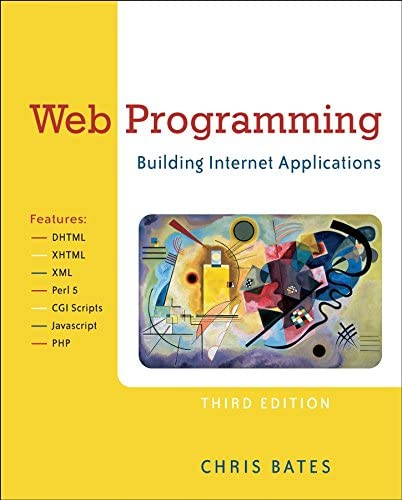 Web Programming
Building Internet Applications
Features:
DHTML
XHTML
XML
Perl 5
CGI Scripts
Javascript
PHP
THIRD EDITION
CHRIS BATES